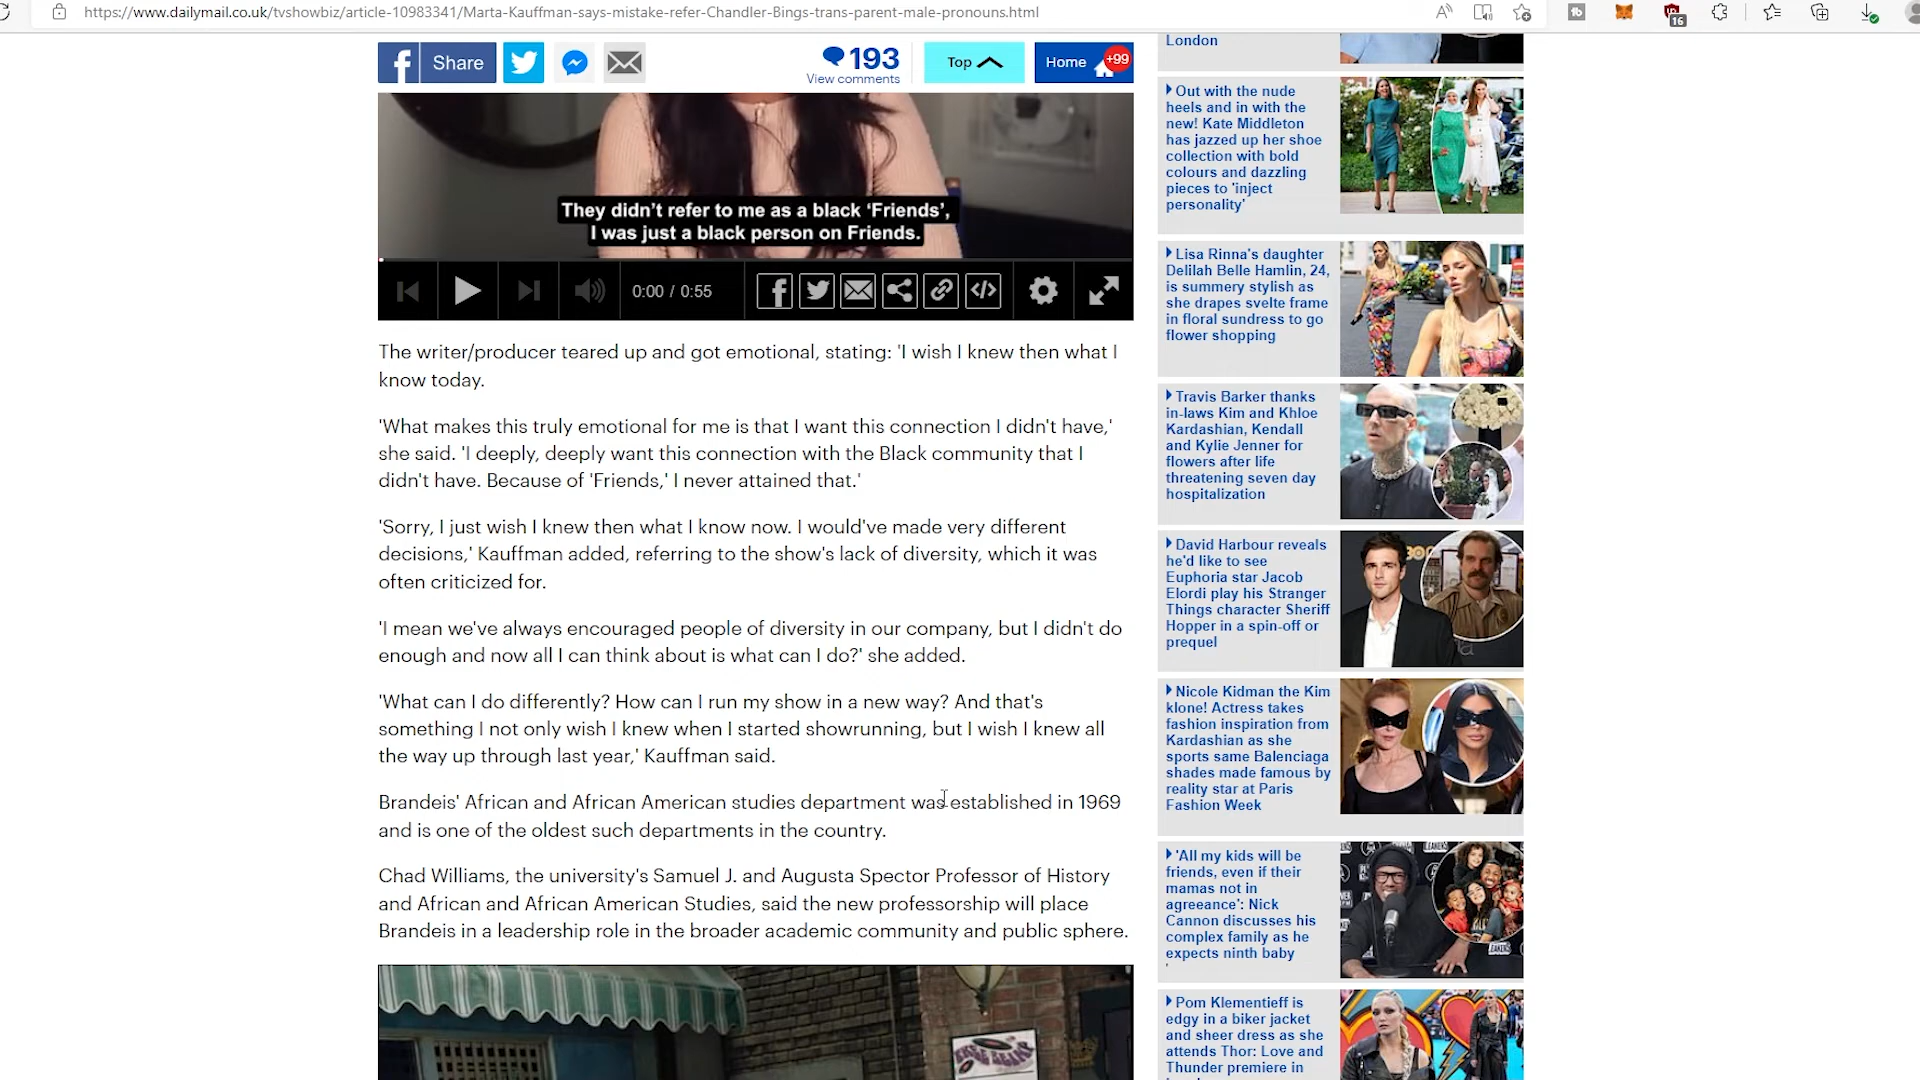 https://www.dailymail.co.uk/tvshowbiz/article-10983341/Marta-Kauffman-says-mistake-refer-Chandler-Bings-trans-parent-male-pronouns.html
16
Share
193
View comments
Top
Home
+99
They didn't refer to me as a black 'Friends',
I was just a black person on Friends.
0:00 / 0:55
The writer/producer teared up and got emotional, stating: 'I wish I knew then what I
know today.
'What makes this truly emotional for me is that I want this connection I didn't have,'
she said. 'I deeply, deeply want this connection with the Black community that I
didn't have. Because of 'Friends,' I never attained that.'
'Sorry, I just wish I knew then what I know now. I would've made very different
decisions,' Kauffman added, referring to the show's lack of diversity, which it was
often criticized for.
'I mean we've always encouraged people of diversity in our company, but I didn't do
enough and now all I can think about is what can I do?' she added.
'What can I do differently? How can I run my show in a new way? And that's
something I not only wish I knew when I started showrunning, but I wish I knew all
the way up through last year,' Kauffman said.
Brandeis' African and African American studies department was established in 1969
and is one of the oldest such departments in the country.
Chad Williams, the university's Samuel J. and Augusta Spector Professor of History
and African and African American Studies, said the new professorship will place
Brandeis in a leadership role in the broader academic community and public sphere.
London
Out with the nude
heels and in with the
new! Kate Middleton
has jazzed up her shoe
collection with bold
colours and dazzling
pieces to 'inject
personality'
Lisa Rinna's daughter
Delilah Belle Hamlin, 24,
is summery stylish as
she drapes svelte frame
in floral sundress to go
flower shopping
Travis Barker thanks
in-laws Kim and Khloe
Kardashian, Kendall
and Kylie Jenner for
flowers after life
threatening seven day
hospitalization
David Harbour reveals
he'd like to see
Euphoria star Jacob
Elordi play his Stranger
Things character Sheriff
Hopper in a spin-off or
prequel
Nicole Kidman the Kim
klone! Actress takes
fashion inspiration from
Kardashian as she
sports same Balenciaga
shades made famous by
reality star at Paris
Fashion Week
'All my kids will be
friends, even if their
mamas not in
agreeance': Nick
Cannon discusses his
complex family as he
expects ninth baby
'
Pom Klementieff is
edgy in a biker jacket
and sheer dress as she
attends Thor: Love and
Thunder premiere in